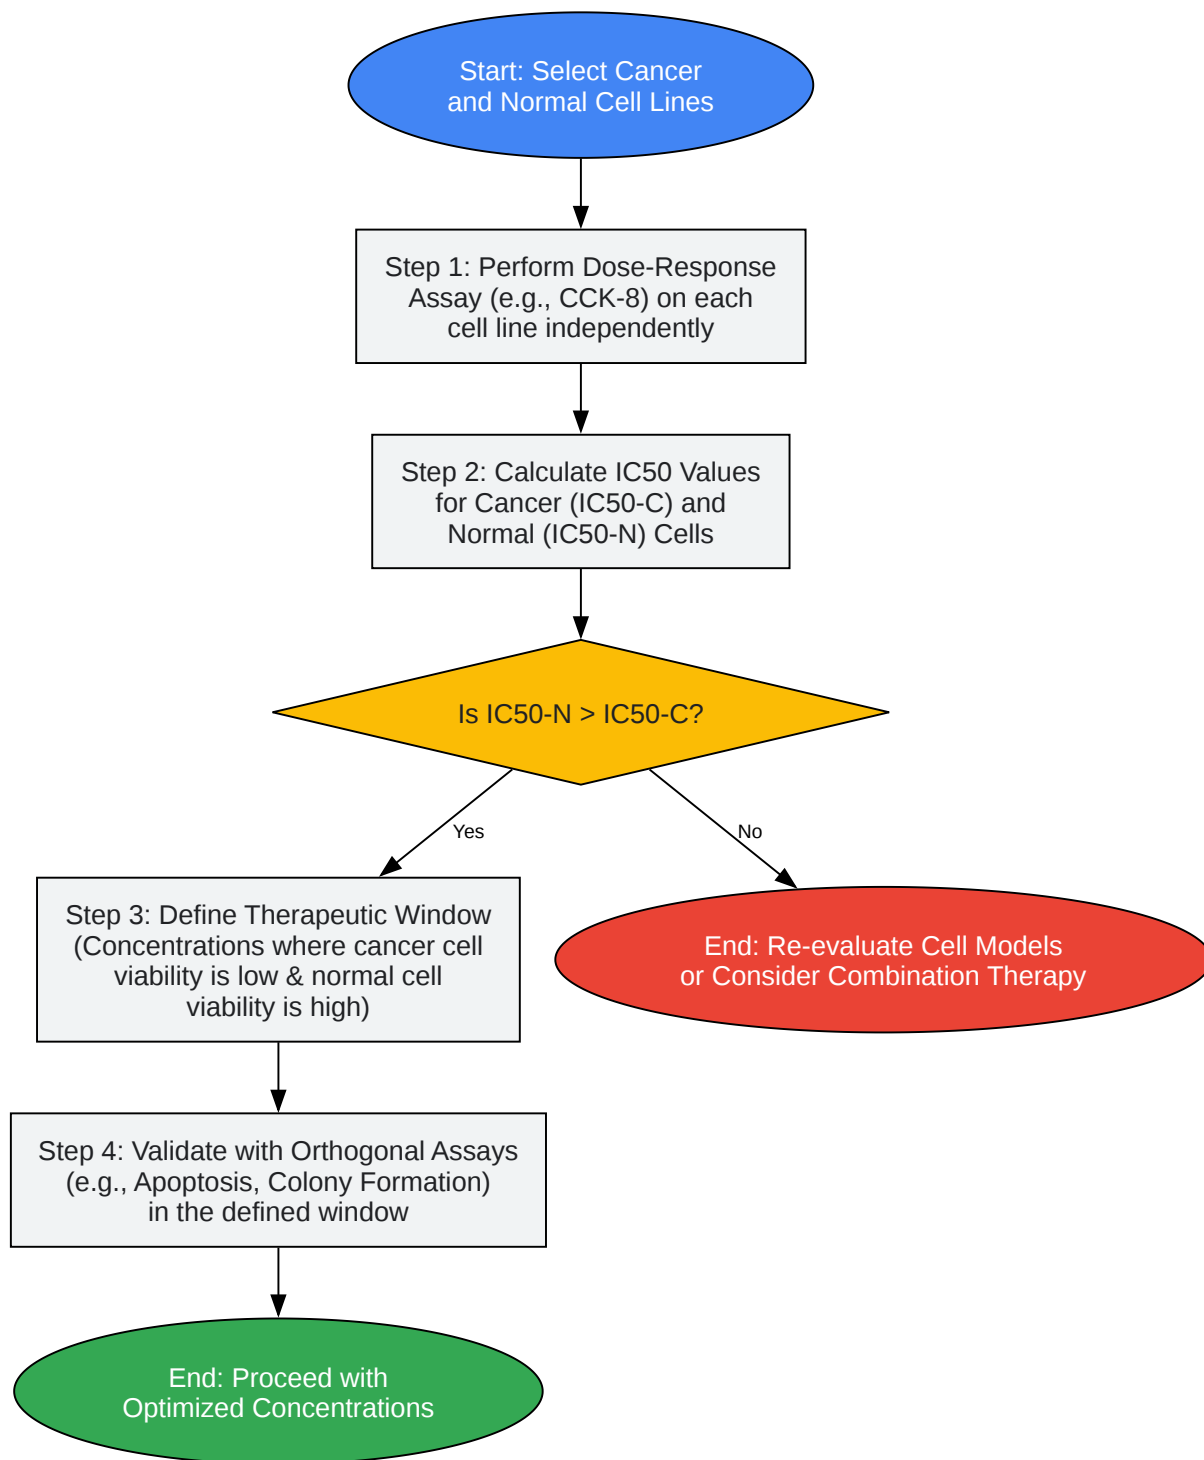 Start: Select Cancer
and Normal Cell Lines
Step 1: Perform Dose-Response
Assay (e.g., CCK-8) on each
cell line independently
Step 2: Calculate IC50 Values
for Cancer (IC50-C) and
Normal (IC50-N) Cells
Is IC50-N > IC50-C?
Yes
No
Step 3: Define Therapeutic Window
(Concentrations where cancer cell
viability is low & normal cell
viability is high)
End: Re-evaluate Cell Models
or Consider Combination Therapy
Step 4: Validate with Orthogonal Assays
(e.g., Apoptosis, Colony Formation)
in the defined window
End: Proceed with
Optimized Concentrations